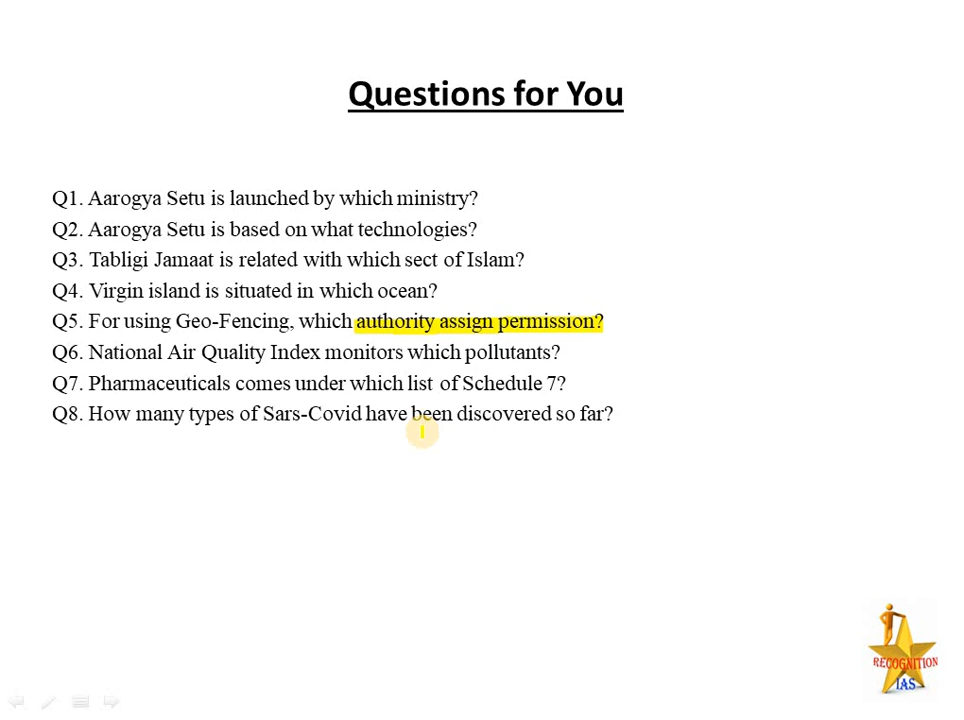 Questions for You
Q1. Aarogya Setu is launched by which ministry?
Q2. Aarogya Setu is based on what technologies?
Q3. Tabligi Jamaat is related with which sect of Islam?
Q4. Virgin island is situated in which ocean?
Q5. For using Geo-Fencing, which authority assign permission?
Q6. National Air Quality Index monitors which pollutants?
Q7. Pharmaceuticals comes under which list of Schedule 7?
Q8. How many types of Sars-Covid have been discovered so far?
RECOGNITION
IAS